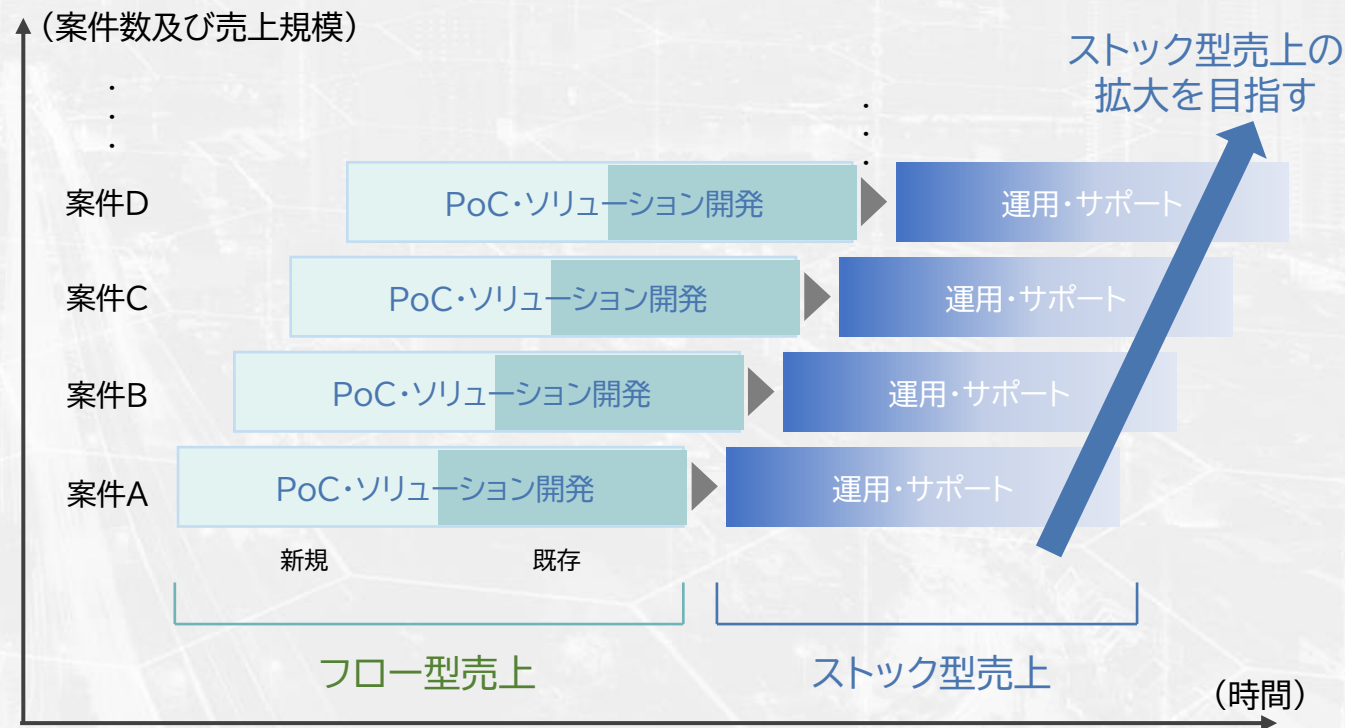 （案件数及び売上規模）
ストック型売上の
拡大を目指す
・
・
・
・
・
・
案件D
PoC・ソリューション開発
運用・サポート
案件C
PoC・ソリューション開発
運用・サポート
案件B
PoC・ソリューション開発
運用・サポート
案件A
PoC・ソリューション開発
運用・サポート
新規
既存
フロー型売上
ストック型売上
（時間）